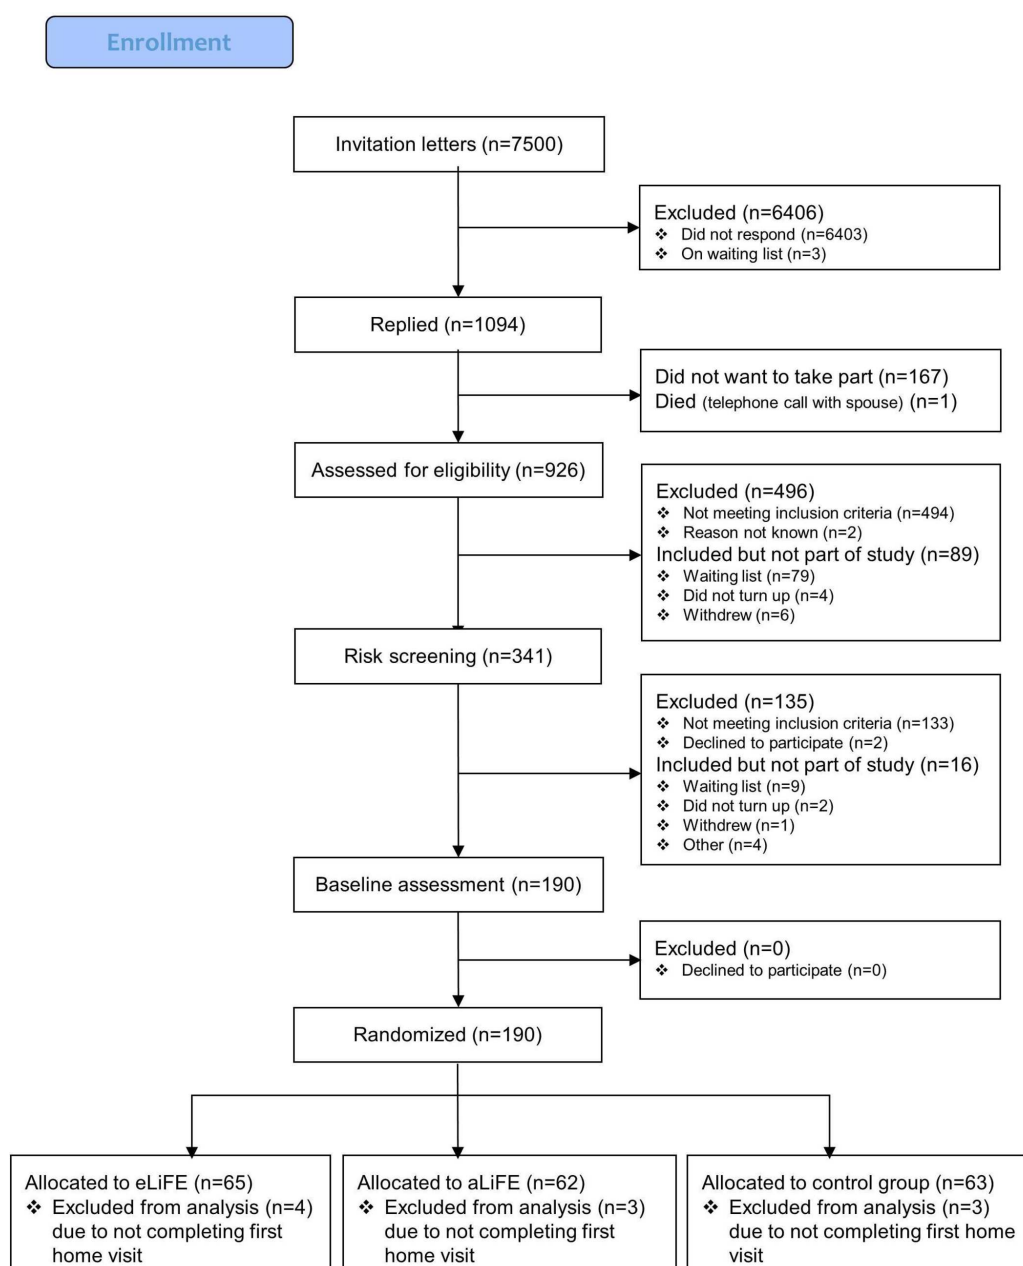 Enrollment
Invitation letters (n=7500)
Excluded (n=6406)
❖ Did not respond (n=6403)
❖ On waiting list (n=3)
Replied (n=1094)
Did not want to take part (n=167)
Died (telephone call with spouse) (n=1)
Assessed for eligibility (n=926)
Excluded (n=496)
❖ Not meeting inclusion criteria (n=494)
❖ Reason not known (n=2)
Included but not part of study (n=89)
❖ Waiting list (n=79)
❖ Did not turn up (n=4)
❖ Withdrew (n=6)
Risk screening (n=341)
Excluded (n=135)
❖ Not meeting inclusion criteria (n=133)
❖ Declined to participate (n=2)
Included but not part of study (n=16)
❖ Waiting list (n=9)
❖ Did not turn up (n=2)
❖ Withdrew (n=1)
❖ Other (n=4)
Baseline assessment (n=190)
Excluded (n=0)
❖ Declined to participate (n=0)
Randomized (n=190)
Allocated to eLiFE (n=65)
❖ Excluded from analysis (n=4)
due to not completing first
home visit
Allocated to aLiFE (n=62)
❖ Excluded from analysis (n=3)
due to not completing first
home visit
Allocated to control group (n=63)
❖ Excluded from analysis (n=3)
due to not completing first home
visit